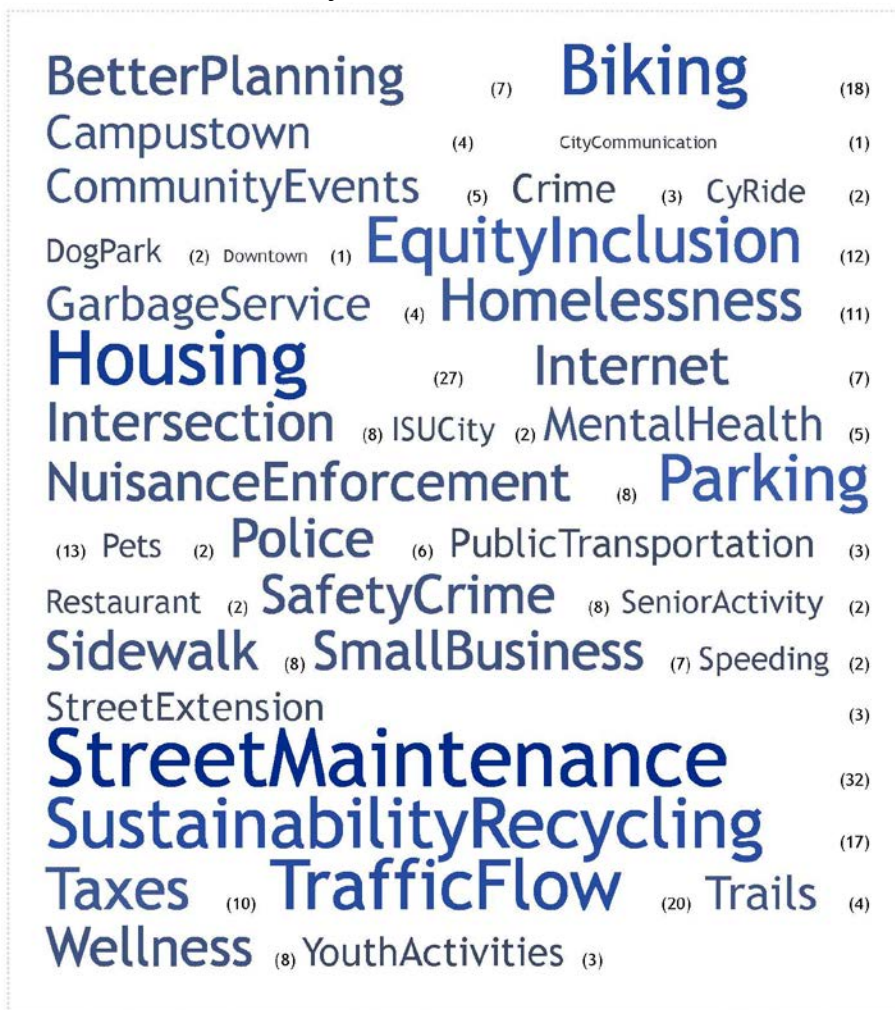 BetterPlanning (7) Biking (18)
Campustown (4) CityCommunication (1)
CommunityEvents (5) Crime (3) CyRide (2)
DogPark (2) Downtown (1) EquityInclusion (12)
GarbageService (4) Homelessness (11)
Housing (27) Internet (7)
Intersection (8) ISUCity (2) MentalHealth (5)
NuisanceEnforcement (8) Parking
(13) Pets (2) Police (6) PublicTransportation (3)
Restaurant (2) SafetyCrime (8) SeniorActivity (2)
Sidewalk (8) SmallBusiness (7) Speeding (2)
StreetExtension (3)
StreetMaintenance (32)
SustainabilityRecycling (17)
Taxes (10) TrafficFlow (20) Trails (4)
Wellness (8) YouthActivities (3)